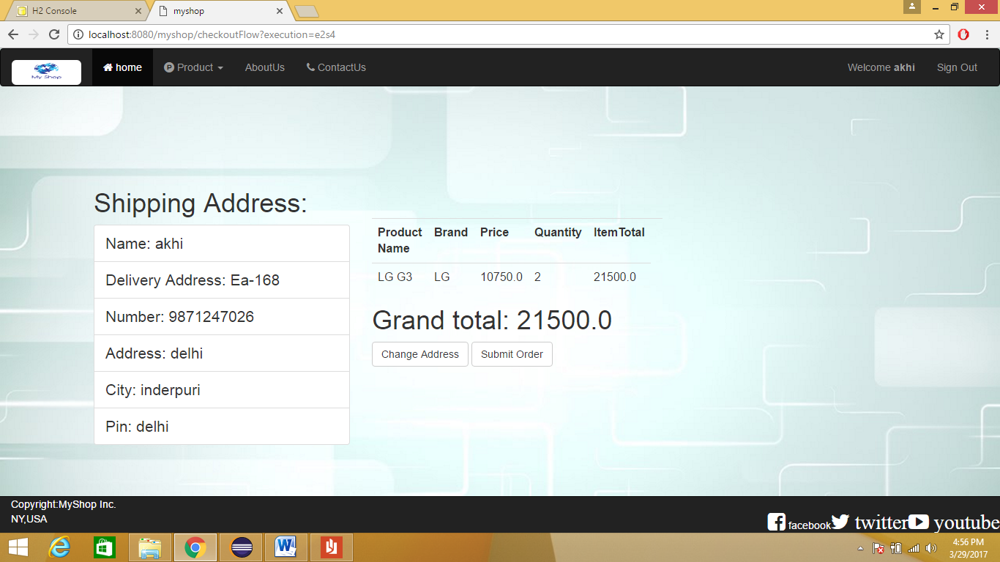 H2 Console
myshop
localhost:8080/myshop/checkoutFlow?execution=e2s4
My Shop
home
Product
AboutUs
ContactUs
Welcome akhi
Sign Out
Shipping Address:
Name: akhi
Delivery Address: Ea-168
Number: 9871247026
Address: delhi
City: inderpuri
Pin: delhi
Product Name Brand Price Quantity ItemTotal
LG G3 LG 10750.0 2 21500.0
Grand total: 21500.0
Change Address Submit Order
Copyright:MyShop Inc.
NY,USA
facebook twitter youtube
4:56 PM
3/29/2017